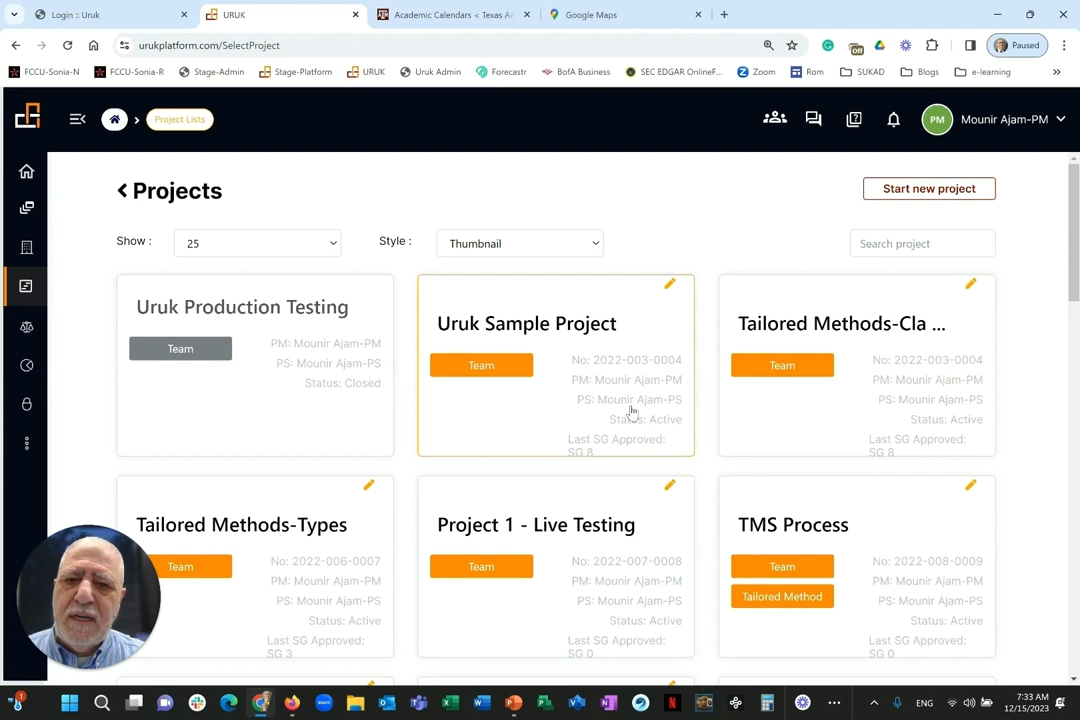 Login :: Uruk
URUK
Academic Calendars < Texas A&
Google Maps
urukplatform.com/SelectProject
Off
Paused
FCCU-Sonia-N
FCCU-Sonia-R
Stage-Admin
Stage-Platform
URUK
Uruk Admin
Forecastr
BofA Business
SEC EDGAR OnlineF...
Zoom
Rom
SUKAD
Blogs
e-learning
Project Lists
PM
Mounir Ajam-PM
Projects
Start new project
Show :
25
Style :
Thumbnail
Search project
Uruk Production Testing
Team
PM: Mounir Ajam-PM
PS: Mounir Ajam-PS
Status: Closed
Uruk Sample Project
Team
No: 2022-003-0004
PM: Mounir Ajam-PM
PS: Mounir Ajam-PS
Status: Active
Last SG Approved:
SG 8
Tailored Methods-Cla ...
Team
No: 2022-003-0004
PM: Mounir Ajam-PM
PS: Mounir Ajam-PS
Status: Active
Last SG Approved:
SG 8
Tailored Methods-Types
Team
No: 2022-006-0007
PM: Mounir Ajam-PM
PS: Mounir Ajam-PS
Status: Active
Last SG Approved:
SG 3
Project 1 - Live Testing
Team
No: 2022-007-0008
PM: Mounir Ajam-PM
PS: Mounir Ajam-PS
Status: Active
Last SG Approved:
SG 0
TMS Process
Team
Tailored Method
No: 2022-008-0009
PM: Mounir Ajam-PM
PS: Mounir Ajam-PS
Status: Active
Last SG Approved:
SG 0
1
ENG
7:33 AM
12/15/2023